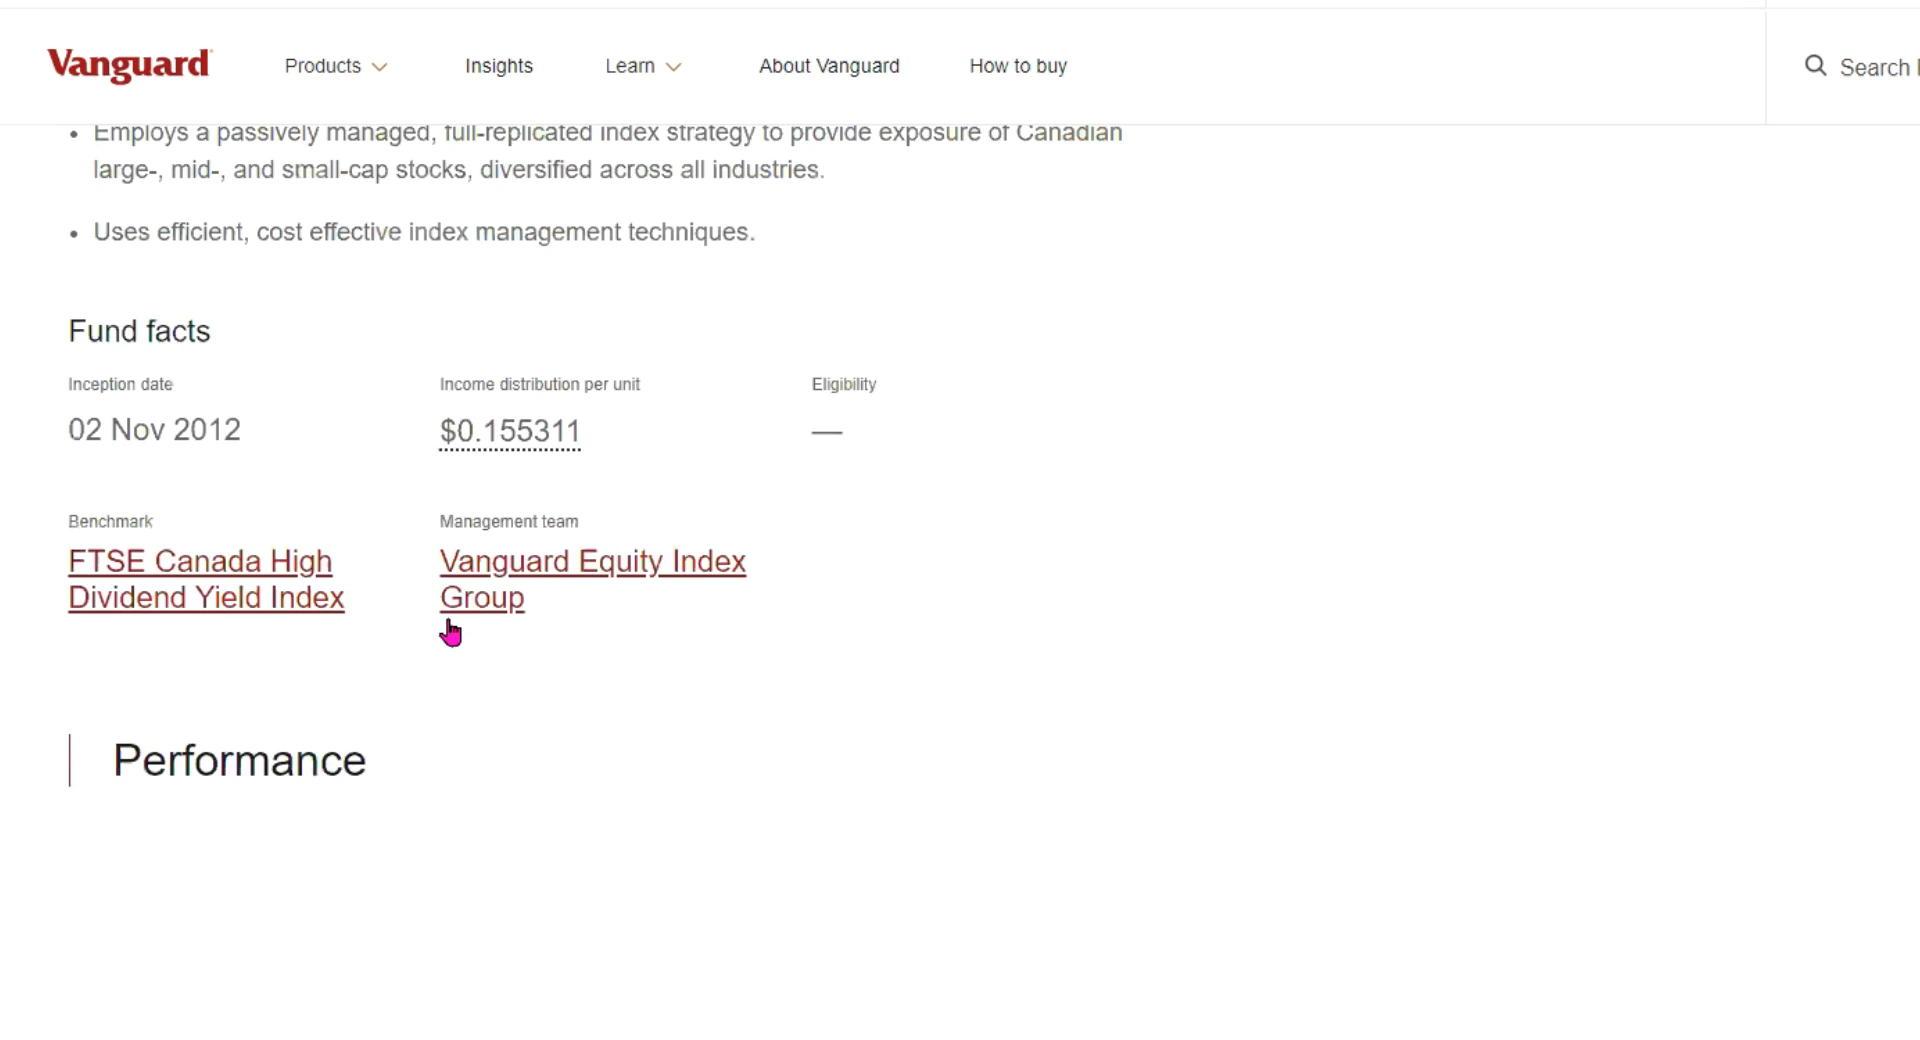 Vanguard
Products
Insights
Learn
About Vanguard
How to buy
Search
• Employs a passively managed, full-replicated index strategy to provide exposure of Canadian
large-, mid-, and small-cap stocks, diversified across all industries.
• Uses efficient, cost effective index management techniques.
Fund facts
Inception date
02 Nov 2012
Income distribution per unit
$0.155311
Eligibility
—
Benchmark
FTSE Canada High
Dividend Yield Index
Management team
Vanguard Equity Index
Group
Performance